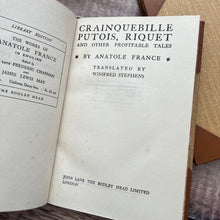 LIBRARY EDITION
THE WORKS OF
ANATOLE FRANCE
IN ENGLISH
LATE FREDERIC CHAPMAN
AND
JAMES LEWIS MAY
THE BODLEY HEAD
CRAINQUEBILLE
PUTOIS, RIQUET
AND OTHER PROFITABLE TALES
BY ANATOLE FRANCE
TRANSLATED BY
WINIFRED STEPHENS
JOHN LANE THE BODLEY HEAD LIMITED
LONDON